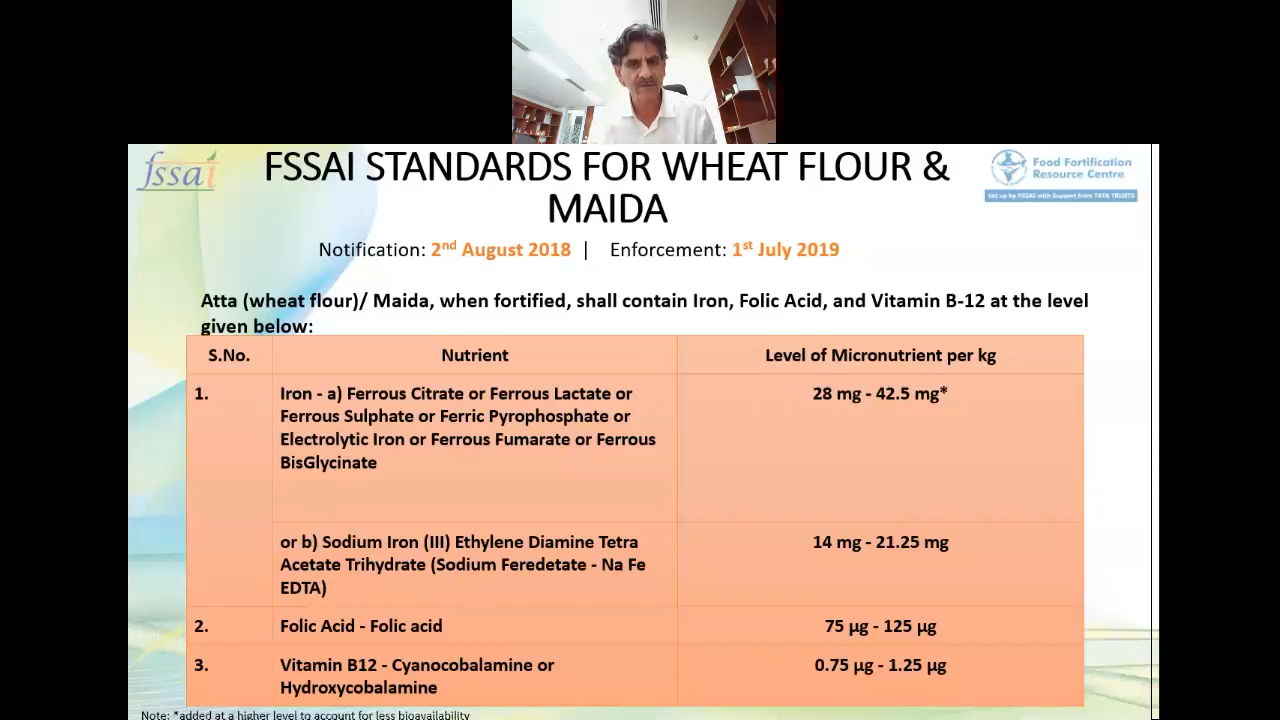 fssai
FSSAI STANDARDS FOR WHEAT FLOUR &
MAIDA
Food Fortification
Resource Centre
Set up by FSSAI with Support from TATA TRUSTS
Notification: 2nd August 2018 | Enforcement: 1st July 2019
Atta (wheat flour)/ Maida, when fortified, shall contain Iron, Folic Acid, and Vitamin B-12 at the level
given below:
S.No. Nutrient Level of Micronutrient per kg
1. Iron - a) Ferrous Citrate or Ferrous Lactate or 28 mg - 42.5 mg*
Ferrous Sulphate or Ferric Pyrophosphate or
Electrolytic Iron or Ferrous Fumarate or Ferrous
BisGlycinate
or b) Sodium Iron (III) Ethylene Diamine Tetra 14 mg - 21.25 mg
Acetate Trihydrate (Sodium Feredetate - Na Fe
EDTA)
2. Folic Acid - Folic acid 75 µg - 125 µg
3. Vitamin B12 - Cyanocobalamine or 0.75 µg - 1.25 µg
Hydroxycobalamine
Note: *added at a higher level to account for less bioavailability